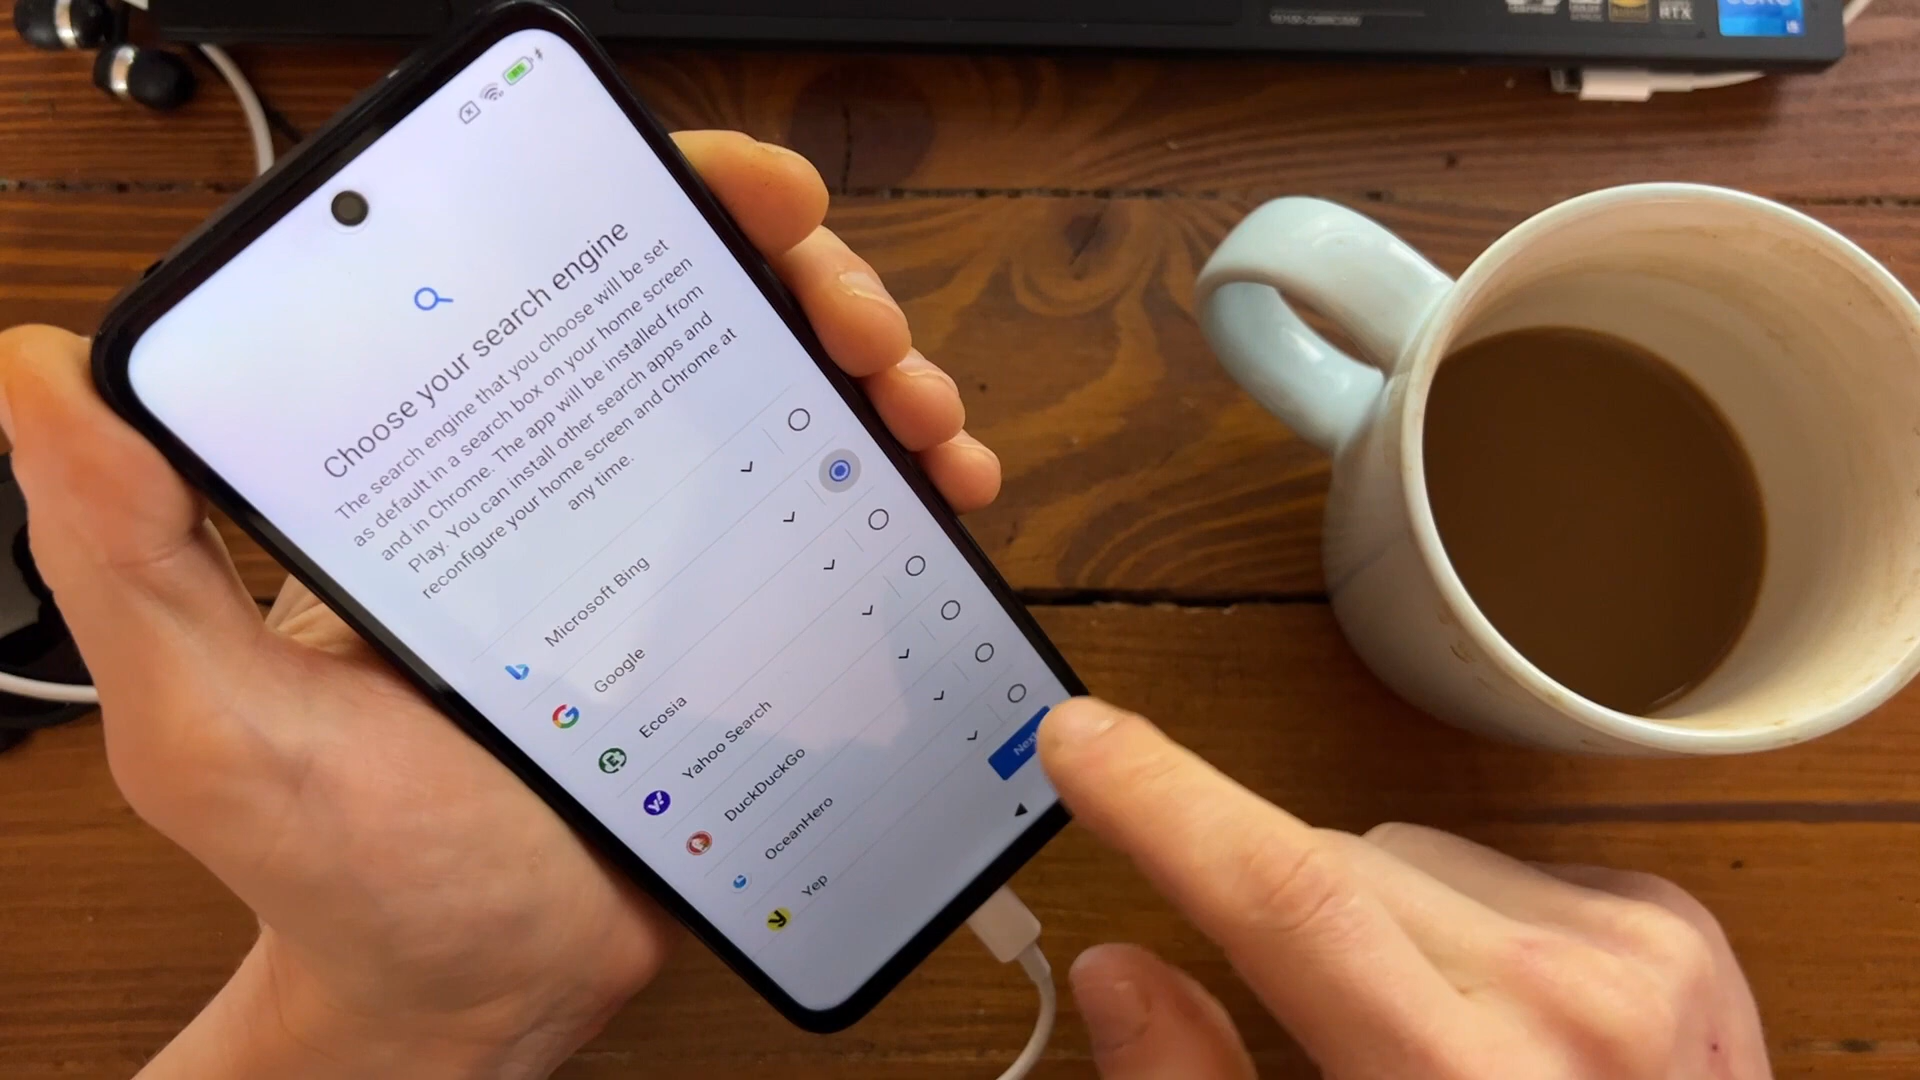 Choose your search engine
The search engine that you choose will be set
as default in a search box on your home screen
and in Chrome. The app will be installed from
Play. You can install other search apps and
reconfigure your home screen and Chrome at
any time.
Microsoft Bing
Google
Ecosia
Yahoo Search
DuckDuckGo
OceanHero
Yep
Next
RTX